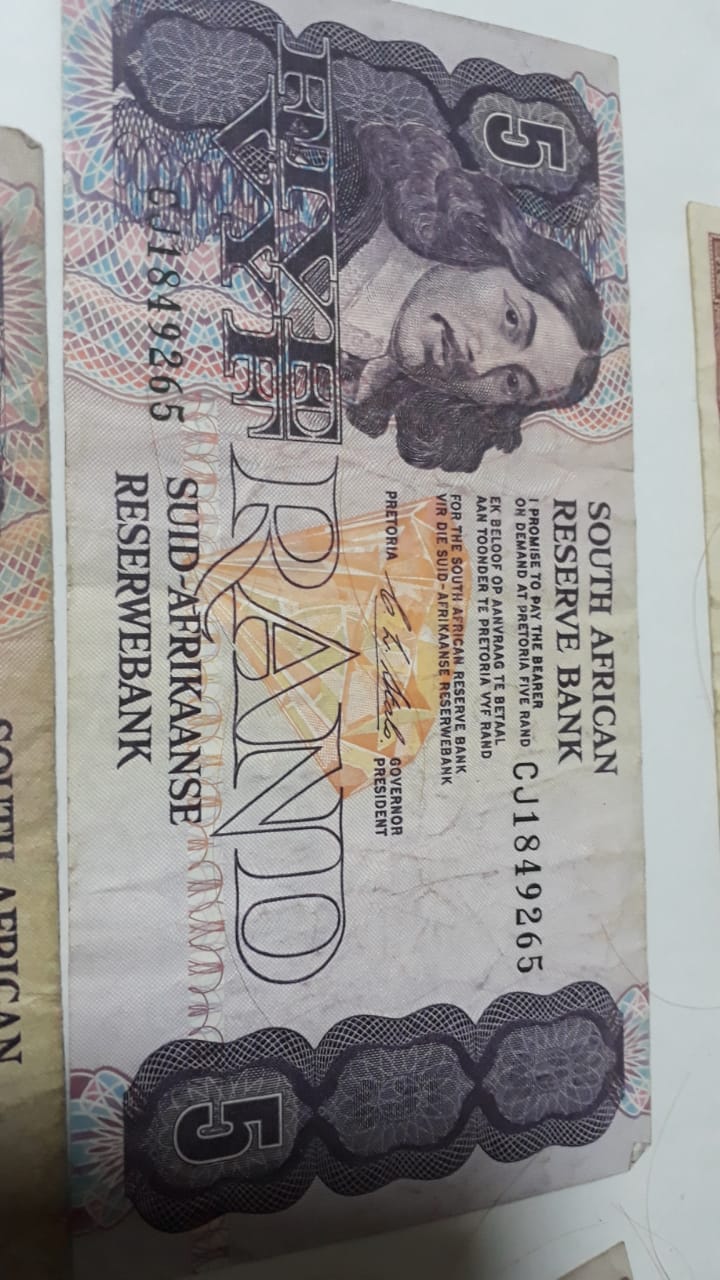 5
SOUTH AFRICAN
RESERVE BANK
I PROMISE TO PAY THE BEARER
ON DEMAND AT PRETORIA FIVE RAND
EK BELOOF OP AANVRAAG TE BETAAL
AAN TOONDER TE PRETORIA VYF RAND
CJ1849265
FOR THE SOUTH AFRICAN RESERVE BANK
VIR DIE SUID-AFRIKAANSE RESERWEBANK
PRETORIA
GOVERNOR
PRESIDENT
FIVE
VYF
RAND
CJ1849265
SUID-AFRIKAANSE
RESERWEBANK
5
SOUTH AFRICAN